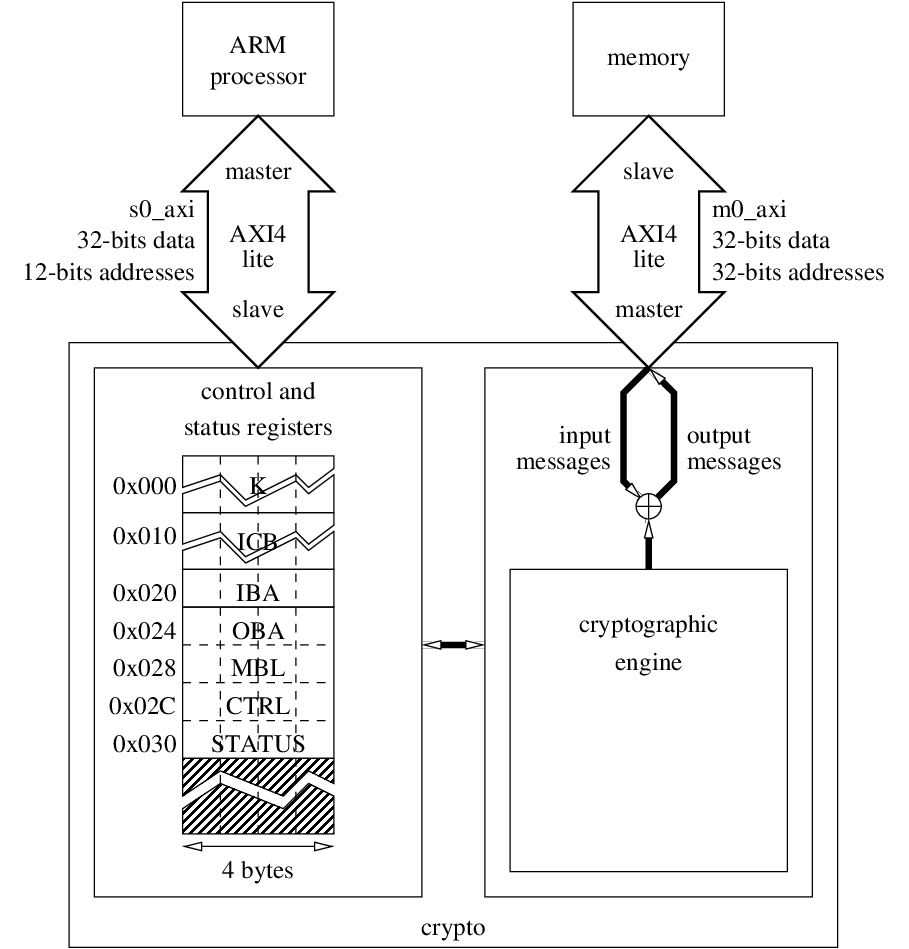 ARM
processor
memory
master
s0_axi
32-bits data
12-bits addresses
AXI4
lite
slave
slave
AXI4
lite
m0_axi
32-bits data
32-bits addresses
master
control and
status registers
0x000
K
0x010
ICB
0x020
IBA
0x024
OBA
0x028
MBL
0x02C
CTRL
0x030
STATUS
4 bytes
input
messages
output
messages
cryptographic
engine
crypto